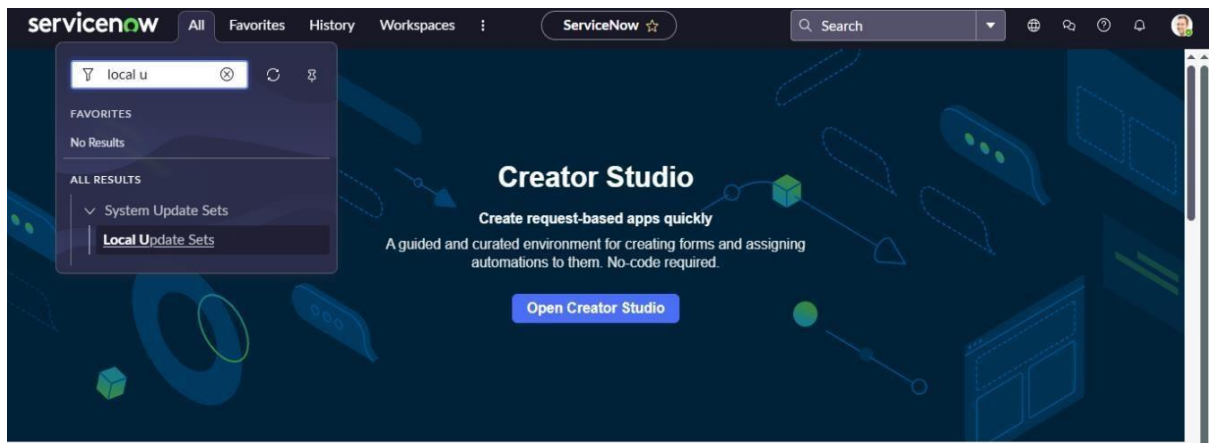 servicenow All Favorites History Workspaces ServiceNow Search
local u
FAVORITES
No Results
ALL RESULTS
System Update Sets
Local Update Sets
Creator Studio
Create request-based apps quickly
A guided and curated environment for creating forms and assigning
automations to them. No-code required.
Open Creator Studio